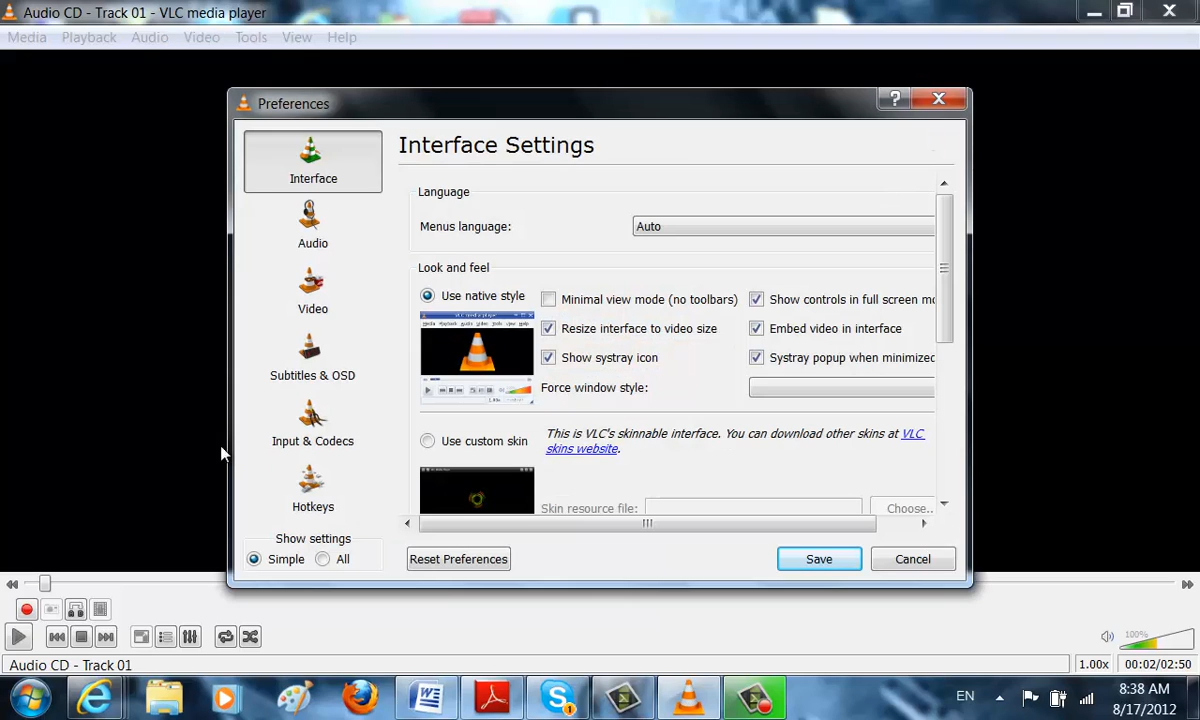 Audio CD - Track 01 - VLC media player
Media Playback Audio Video Tools View Help
Preferences
Interface
Audio
Video
Subtitles & OSD
Input & Codecs
Hotkeys
Show settings
Simple All
Interface Settings
Language
Menus language: Auto
Look and feel
Use native style
Minimal view mode (no toolbars) Show controls in full screen mo
Resize interface to video size Embed video in interface
Show systray icon Systray popup when minimized
Force window style:
Use custom skin
This is VLC's skinnable interface. You can download other skins at VLC
skins website.
Skin resource file: Choose..
Reset Preferences Save Cancel
100%
Audio CD - Track 01 1.00x 00:02/02:50
EN 8:38 AM
8/17/2012